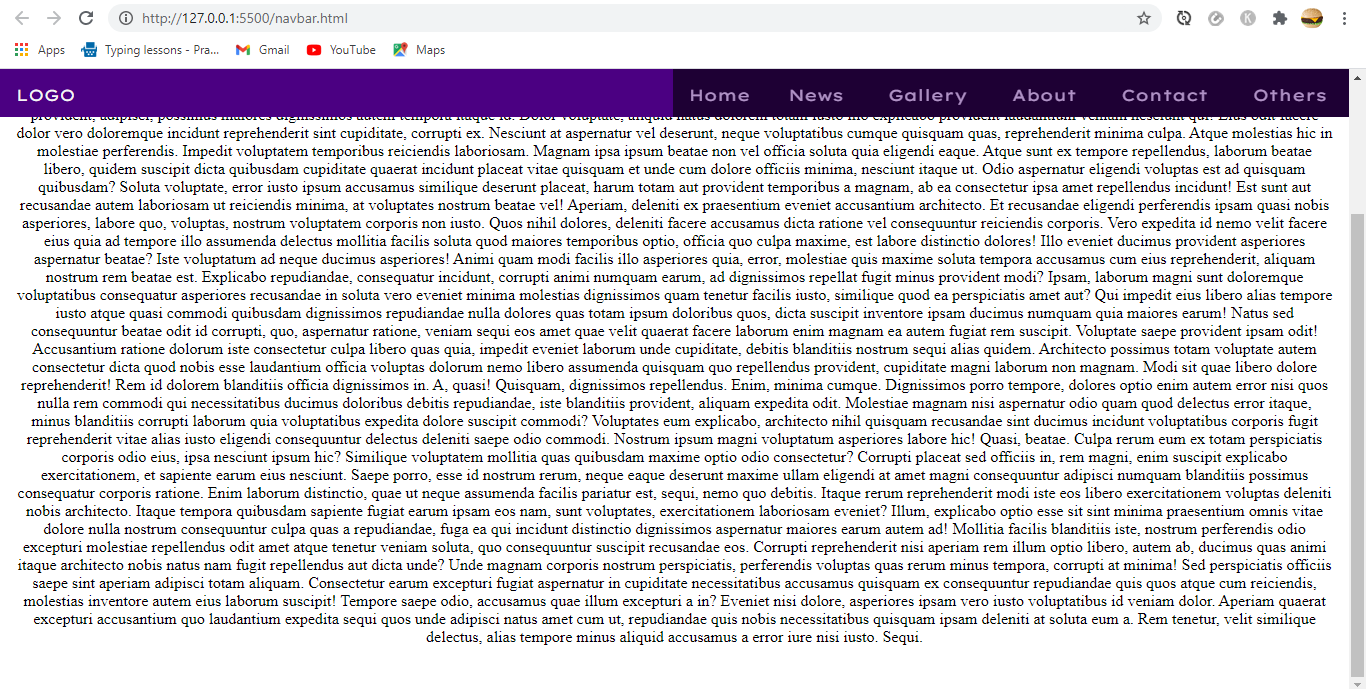 http://127.0.0.1:5500/navbar.html
Apps Typing lessons - Pra... Gmail YouTube Maps
LOGO Home News Gallery About Contact Others
provident, adipisci, possimus maiores dignissimos autem tempora itaque id. Dolor voluptate, aliquid natus dolorem totam iusto illo explicabo provident laudantium veniam nesciunt qui. Eius odit facere
dolor vero doloremque incidunt reprehenderit sint cupiditate, corrupti ex. Nesciunt at aspernatur vel deserunt, neque voluptatibus cumque quisquam quas, reprehenderit minima culpa. Atque molestias hic in
molestiae perferendis. Impedit voluptatem temporibus reiciendis laboriosam. Magnam ipsa ipsum beatae non vel officia soluta quia eligendi eaque. Atque sunt ex tempore repellendus, laborum beatae
libero, quidem suscipit dicta quibusdam cupiditate quaerat incidunt placeat vitae quisquam et unde cum dolore officiis minima, nesciunt itaque ut. Odio aspernatur eligendi voluptas est ad quisquam
quibusdam? Soluta voluptate, error iusto ipsum accusamus similique deserunt placeat, harum totam aut provident temporibus a magnam, ab ea consectetur ipsa amet repellendus incidunt! Est sunt aut
recusandae autem laboriosam ut reiciendis minima, at voluptates nostrum beatae vel! Aperiam, deleniti ex praesentium eveniet accusantium architecto. Et recusandae eligendi perferendis ipsam quasi nobis
asperiores, labore quo, voluptas, nostrum voluptatem corporis non iusto. Quos nihil dolores, deleniti facere accusamus dicta ratione vel consequuntur reiciendis corporis. Vero expedita id nemo velit facere
eius quia ad tempore illo assumenda delectus mollitia facilis soluta quod maiores temporibus optio, officia quo culpa maxime, est labore distinctio dolores! Illo eveniet ducimus provident asperiores
aspernatur beatae? Iste voluptatum ad neque ducimus asperiores! Animi quam modi facilis illo asperiores quia, error, molestiae quis maxime soluta tempora accusamus cum eius reprehenderit, aliquam
nostrum rem beatae est. Explicabo repudiandae, consequatur incidunt, corrupti animi numquam earum, ad dignissimos repellat fugit minus provident modi? Ipsam, laborum magni sunt doloremque
voluptatibus consequatur asperiores recusandae in soluta vero eveniet minima molestias dignissimos quam tenetur facilis iusto, similique quod ea perspiciatis amet aut? Qui impedit eius libero alias tempore
iusto atque quasi commodi quibusdam dignissimos repudiandae nulla dolores quas totam ipsum doloribus quos, dicta suscipit inventore ipsam ducimus numquam quia maiores earum! Natus sed
consequuntur beatae odit id corrupti, quo, aspernatur ratione, veniam sequi eos amet quae velit quaerat facere laborum enim magnam ea autem fugiat rem suscipit. Voluptate saepe provident ipsam odit!
Accusantium ratione dolorum iste consectetur culpa libero quas quia, impedit eveniet laborum unde cupiditate, debitis blanditiis nostrum sequi alias quidem. Architecto possimus totam voluptate autem
consectetur dicta quod nobis esse laudantium officia voluptas dolorum nemo libero assumenda quisquam quo repellendus provident, cupiditate magni laborum non magnam. Modi sit quae libero dolore
reprehenderit! Rem id dolorem blanditiis officia dignissimos in. A, quasi! Quisquam, dignissimos repellendus. Enim, minima cumque. Dignissimos porro tempore, dolores optio enim autem error nisi quos
nulla rem commodi qui necessitatibus ducimus doloribus debitis repudiandae, iste blanditiis provident, aliquam expedita odit. Molestiae magnam nisi aspernatur odio quam quod delectus error itaque,
minus blanditiis corrupti laborum quia voluptatibus expedita dolore suscipit commodi? Voluptates eum explicabo, architecto nihil quisquam recusandae sint ducimus incidunt voluptatibus corporis fugit
reprehenderit vitae alias iusto eligendi consequuntur delectus deleniti saepe odio commodi. Nostrum ipsum magni voluptatum asperiores labore hic! Quasi, beatae. Culpa rerum eum ex totam perspiciatis
corporis odio eius, ipsa nesciunt ipsum hic? Similique voluptatem mollitia quas quibusdam maxime optio odio consectetur? Corrupti placeat sed officiis in, rem magni, enim suscipit explicabo
exercitationem, et sapiente earum eius nesciunt. Saepe porro, esse id nostrum rerum, neque eaque deserunt maxime ullam eligendi at amet magni consequuntur adipisci numquam blanditiis possimus
consequatur corporis ratione. Enim laborum distinctio, quae ut neque assumenda facilis pariatur est, sequi, nemo quo debitis. Itaque rerum reprehenderit modi iste eos libero exercitationem voluptas deleniti
nobis architecto. Itaque tempora quibusdam sapiente fugiat earum ipsam eos nam, sunt voluptates, exercitationem laboriosam eveniet? Illum, explicabo optio esse sit sint minima praesentium omnis vitae
dolore nulla nostrum consequuntur culpa quas a repudiandae, fuga ea qui incidunt distinctio dignissimos aspernatur maiores earum autem ad! Mollitia facilis blanditiis iste, nostrum perferendis odio
excepturi molestiae repellendus odit amet atque tenetur veniam soluta, quo consequuntur suscipit recusandae eos. Corrupti reprehenderit nisi aperiam rem illum optio libero, autem ab, ducimus quas animi
itaque architecto nobis natus nam fugit repellendus aut dicta unde? Unde magnam corporis nostrum perspiciatis, perferendis voluptas quas rerum minus tempora, corrupti at minima! Sed perspiciatis officiis
saepe sint aperiam adipisci totam aliquam. Consectetur earum excepturi fugiat aspernatur in cupiditate necessitatibus accusamus quisquam ex consequuntur repudiandae quis quos atque cum reiciendis,
molestias inventore autem eius laborum suscipit! Tempore saepe odio, accusamus quae illum excepturi a in? Eveniet nisi dolore, asperiores ipsam vero iusto voluptatibus id veniam dolor. Aperiam quaerat
excepturi accusantium quo laudantium expedita sequi quos unde adipisci natus amet cum ut, repudiandae quis nobis necessitatibus quisquam ipsam deleniti at soluta eum a. Rem tenetur, velit similique
delectus, alias tempore minus aliquid accusamus a error iure nisi iusto. Sequi.